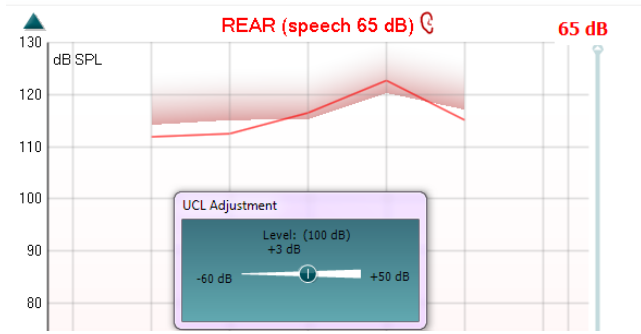 REAR (speech 65 dB)
65 dB
130
dB SPL
120
110
100
UCL Adjustment
Level: (100 dB)
+3 dB
90
-60 dB
+50 dB
80